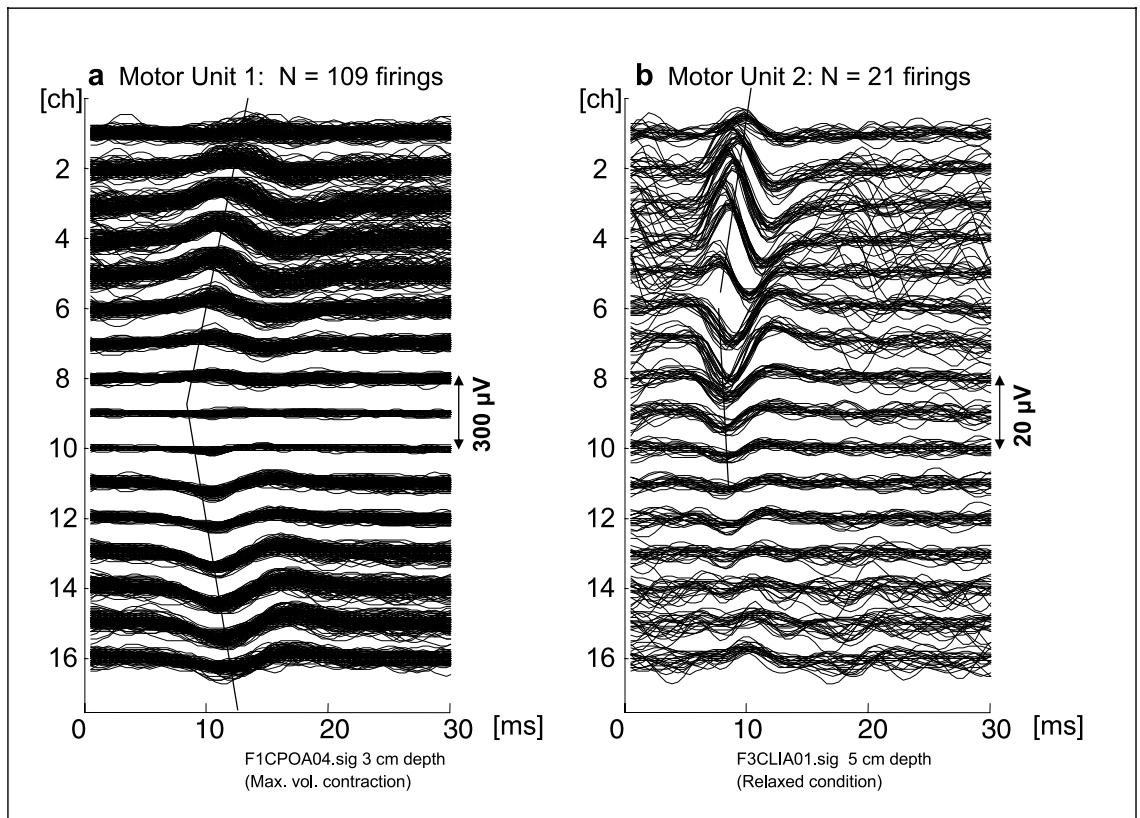 a Motor Unit 1: N = 109 firings
[ch]
2
4
6
8
10
12
14
16
300 µV
0 10 20 30 [ms]
F1CPOA04.sig 3 cm depth
(Max. vol. contraction)
b Motor Unit 2: N = 21 firings
[ch]
2
4
6
8
10
12
14
16
20 µV
0 10 20 30 [ms]
F3CLIA01.sig 5 cm depth
(Relaxed condition)